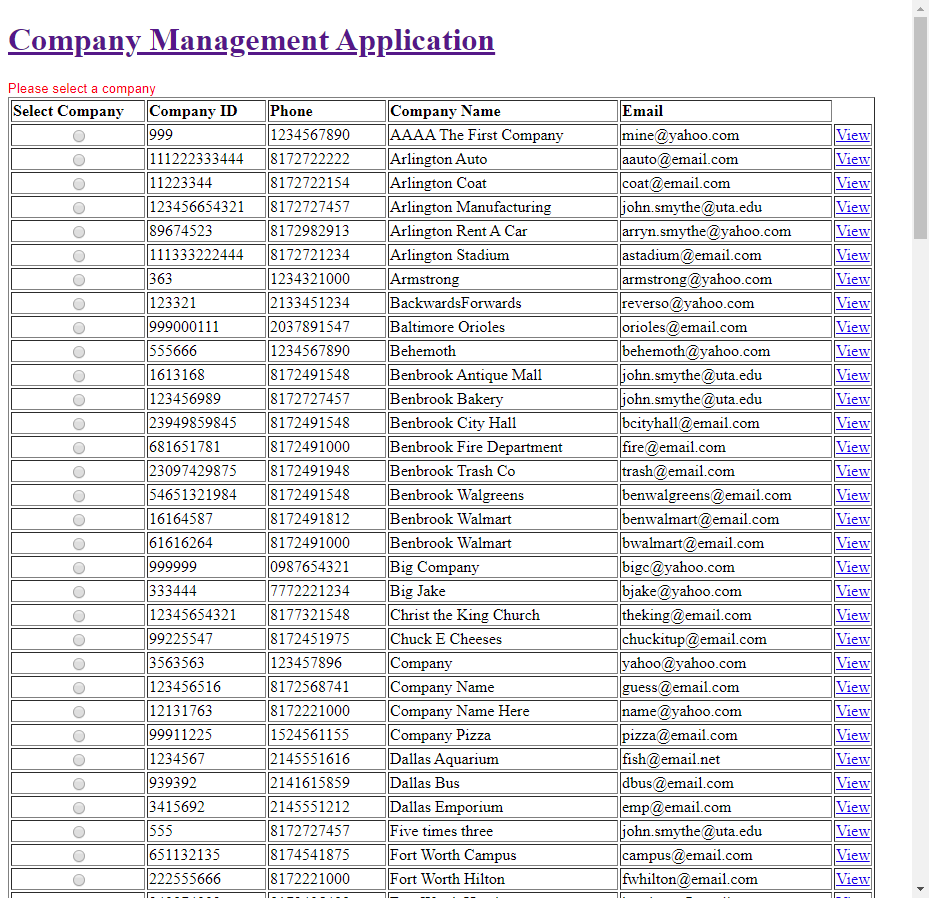 Company Management Application
Please select a company
Select Company Company ID Phone Company Name Email
999 1234567890 AAAA The First Company mine@yahoo.com View
111222333444 8172722222 Arlington Auto aauto@email.com View
11223344 8172722154 Arlington Coat coat@email.com View
123456654321 8172727457 Arlington Manufacturing john.smythe@uta.edu View
89674523 8172982913 Arlington Rent A Car arryn.smythe@yahoo.com View
111333222444 8172721234 Arlington Stadium astadium@email.com View
363 1234321000 Armstrong armstrong@yahoo.com View
123321 2133451234 BackwardsForwards reverso@yahoo.com View
999000111 2037891547 Baltimore Orioles orioles@email.com View
555666 1234567890 Behemoth behemoth@yahoo.com View
1613168 8172491548 Benbrook Antique Mall john.smythe@uta.edu View
123456989 8172727457 Benbrook Bakery john.smythe@uta.edu View
23949859845 8172491548 Benbrook City Hall bcityhall@email.com View
681651781 8172491000 Benbrook Fire Department fire@email.com View
23097429875 8172491948 Benbrook Trash Co trash@email.com View
54651321984 8172491548 Benbrook Walgreens benwalgreens@email.com View
16164587 8172491812 Benbrook Walmart benwalmart@email.com View
61616264 8172491000 Benbrook Walmart bwalmart@email.com View
999999 0987654321 Big Company bigc@yahoo.com View
333444 7772221234 Big Jake bjake@yahoo.com View
12345654321 8177321548 Christ the King Church theking@email.com View
99225547 8172451975 Chuck E Cheeses chuckitup@email.com View
3563563 123457896 Company yahoo@yahoo.com View
123456516 8172568741 Company Name guess@email.com View
12131763 8172221000 Company Name Here name@yahoo.com View
99911225 1524561155 Company Pizza pizza@email.com View
1234567 2145551616 Dallas Aquarium fish@email.net View
939392 2141615859 Dallas Bus dbus@email.com View
3415692 2145551212 Dallas Emporium emp@email.com View
555 8172727457 Five times three john.smythe@uta.edu View
651132135 8174541875 Fort Worth Campus campus@email.com View
222555666 8172221000 Fort Worth Hilton fwhilton@email.com View